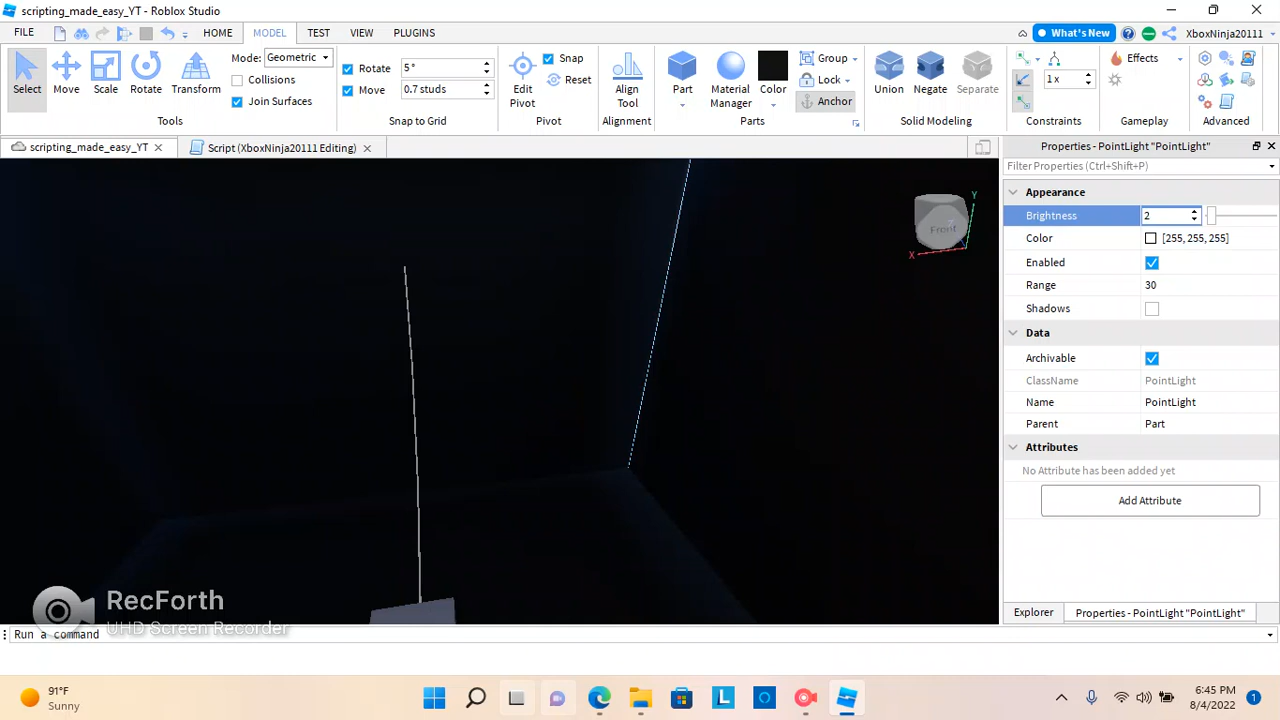 scripting_made_easy_YT - Roblox Studio
FILE HOME MODEL TEST VIEW PLUGINS What's New XboxNinja20111
Select Move Scale Rotate Transform Mode: Geometric Collisions Join Surfaces
Tools
Rotate 5 °
Move 0.7 studs
Snap to Grid
Edit Pivot Snap Reset
Pivot
Align Tool
Alignment
Part Material Manager Color Group Lock Anchor
Parts
Union Negate Separate
Solid Modeling
1 x
Constraints
Effects
Gameplay
Advanced
scripting_made_easy_YT Script (XboxNinja20111 Editing)
Front
X
Y
Properties - PointLight "PointLight"
Filter Properties (Ctrl+Shift+P)
Appearance
Brightness 2
Color [255, 255, 255]
Enabled
Range 30
Shadows
Data
Archivable
ClassName PointLight
Name PointLight
Parent Part
Attributes
No Attribute has been added yet
Add Attribute
Explorer Properties - PointLight "PointLight"
RecForth
UHD Screen Recorder
Run a command
91°F
Sunny
L
6:45 PM
8/4/2022
1